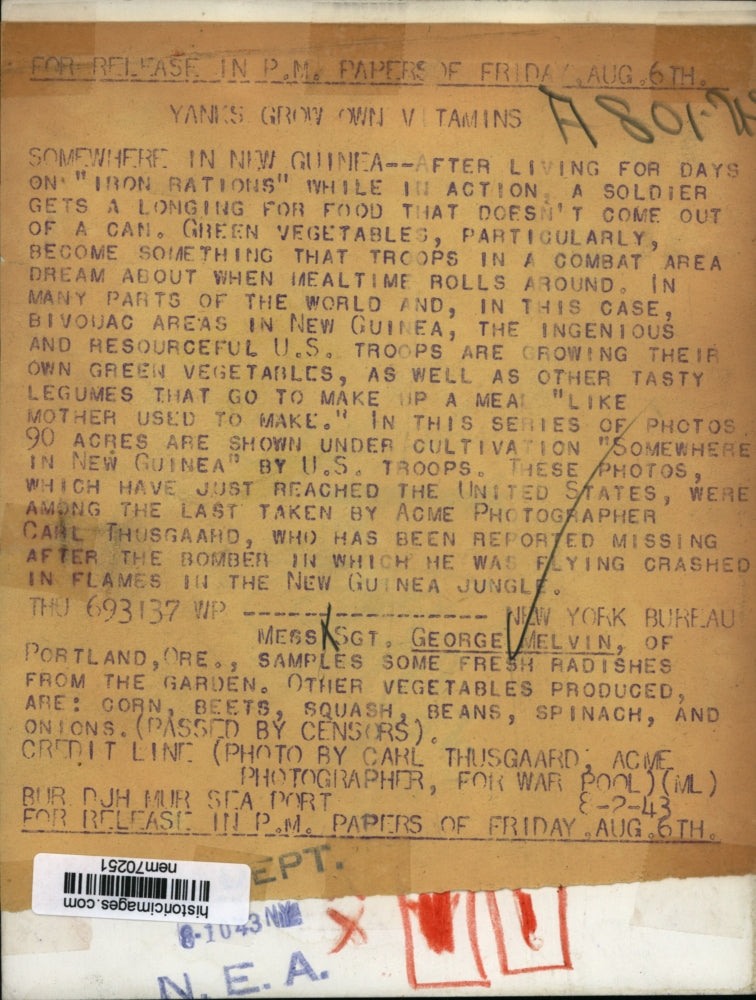 FOR RELEASE IN P.M. PAPERS OF FRIDAY, AUG. 6TH.
YANKS GROW OWN VITAMINS
A801-
SOMEWHERE IN NEW GUINEA--AFTER LIVING FOR DAYS
ON "IRON RATIONS" WHILE IN ACTION, A SOLDIER
GETS A LONGING FOR FOOD THAT DOESN'T COME OUT
OF A CAN. GREEN VEGETABLES, PARTICULARLY,
BECOME SOMETHING THAT TROOPS IN A COMBAT AREA
DREAM ABOUT WHEN MEALTIME ROLLS AROUND. IN
MANY PARTS OF THE WORLD AND, IN THIS CASE,
BIVOUAC AREAS IN NEW GUINEA, THE INGENIOUS
AND RESOURCEFUL U.S. TROOPS ARE GROWING THEIR
OWN GREEN VEGETABLES, AS WELL AS OTHER TASTY
LEGUMES THAT GO TO MAKE UP A MEAL "LIKE
MOTHER USED TO MAKE." IN THIS SERIES OF PHOTOS
90 ACRES ARE SHOWN UNDER CULTIVATION "SOMEWHERE
IN NEW GUINEA" BY U.S. TROOPS. THESE PHOTOS,
WHICH HAVE JUST REACHED THE UNITED STATES, WERE
AMONG THE LAST TAKEN BY ACME PHOTOGRAPHER
CARL THUSGAARD, WHO HAS BEEN REPORTED MISSING
AFTER THE BOMBER IN WHICH HE WAS FLYING CRASHED
IN FLAMES IN THE NEW GUINEA JUNGLE.
THU 693137 WP ----------------- NEW YORK BUREAU
MESS SGT. GEORGE MELVIN, OF
PORTLAND, ORE., SAMPLES SOME FRESH RADISHES
FROM THE GARDEN. OTHER VEGETABLES PRODUCED,
ARE: CORN, BEETS, SQUASH, BEANS, SPINACH, AND
ONIONS. (PASSED BY CENSORS).
CREDIT LINE (PHOTO BY CARL THUSGAARD, ACME
PHOTOGRAPHER, FOR WAR POOL)(ML)
BUR DJH MUR SEA PORT 8-2-43
FOR RELEASE IN P.M. PAPERS OF FRIDAY, AUG. 6TH.
historicimages.com
nem70251
EPT.
8-1043 NY
N. E. A.